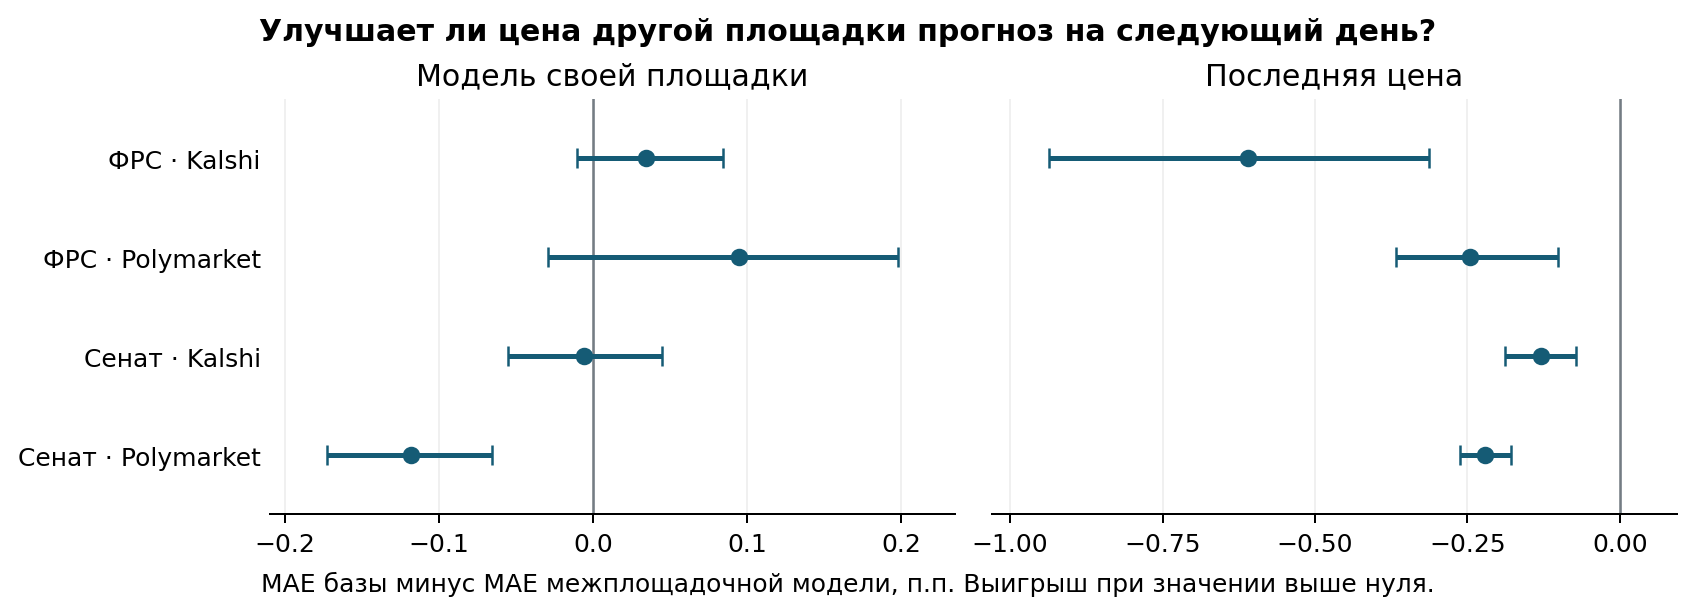 Улучшает ли цена другой площадки прогноз на следующий день?
Модель своей площадки
Последняя цена
ФРС · Kalshi
ФРС · Polymarket
Сенат · Kalshi
Сенат · Polymarket
−0.2 −0.1 0.0 0.1 0.2
−1.00 −0.75 −0.50 −0.25 0.00
MAE базы минус MAE межплощадочной модели, п.п. Выигрыш при значении выше нуля.